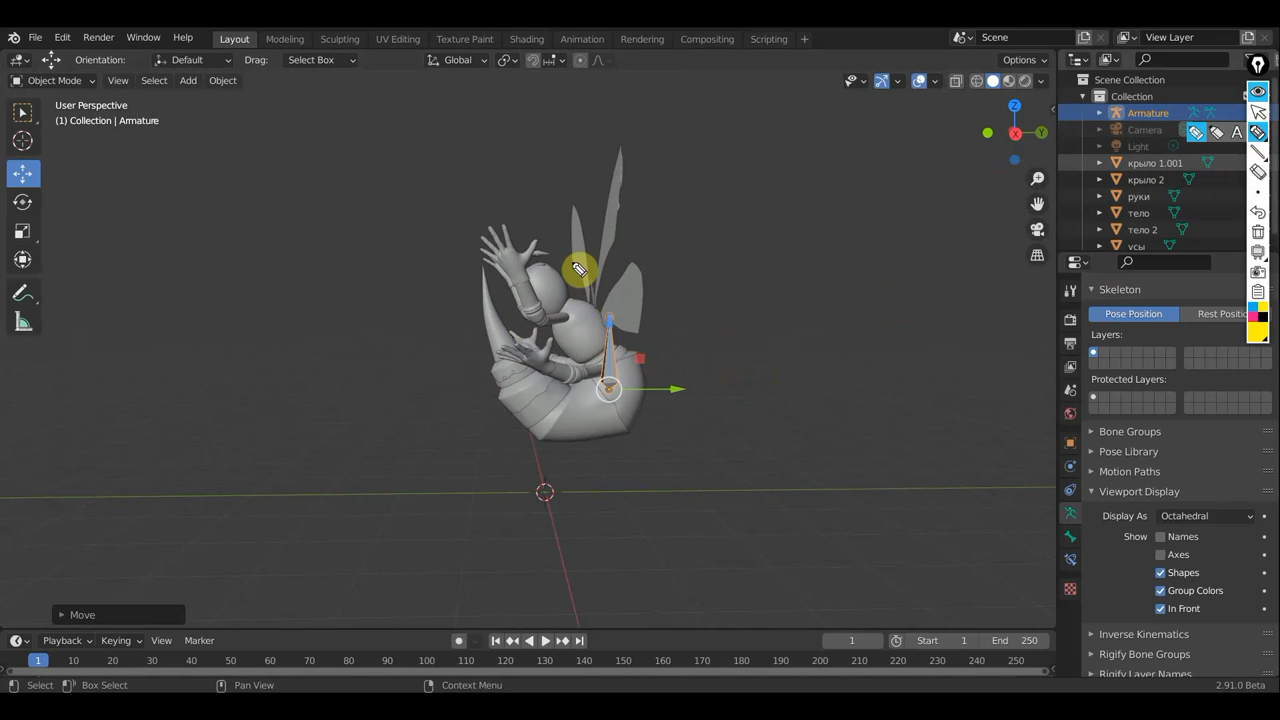 File Edit Render Window Help Layout Modeling Sculpting UV Editing Texture Paint Shading Animation Rendering Compositing Scripting + Scene View Layer
Orientation: Default Drag: Select Box Global Options
Object Mode View Select Add Object
User Perspective
(1) Collection | Armature
X
Y
Z
Scene Collection
Collection
Armature
Camera
Light
крыло 1.001
крыло 2
руки
тело
тело 2
усы
A
Skeleton
Pose Position Rest Positio
Layers:
Protected Layers:
Bone Groups
Pose Library
Motion Paths
Viewport Display
Display As Octahedral
Show Names
Axes
Shapes
Group Colors
In Front
Inverse Kinematics
Rigify Bone Groups
Rigify Layer Names
Move
Playback Keying View Marker 1 Start 1 End 250
1 10 20 30 40 50 60 70 80 90 100 110 120 130 140 150 160 170 180 190 200 210 220 230 240 250
Select Box Select Pan View Context Menu 2.91.0 Beta